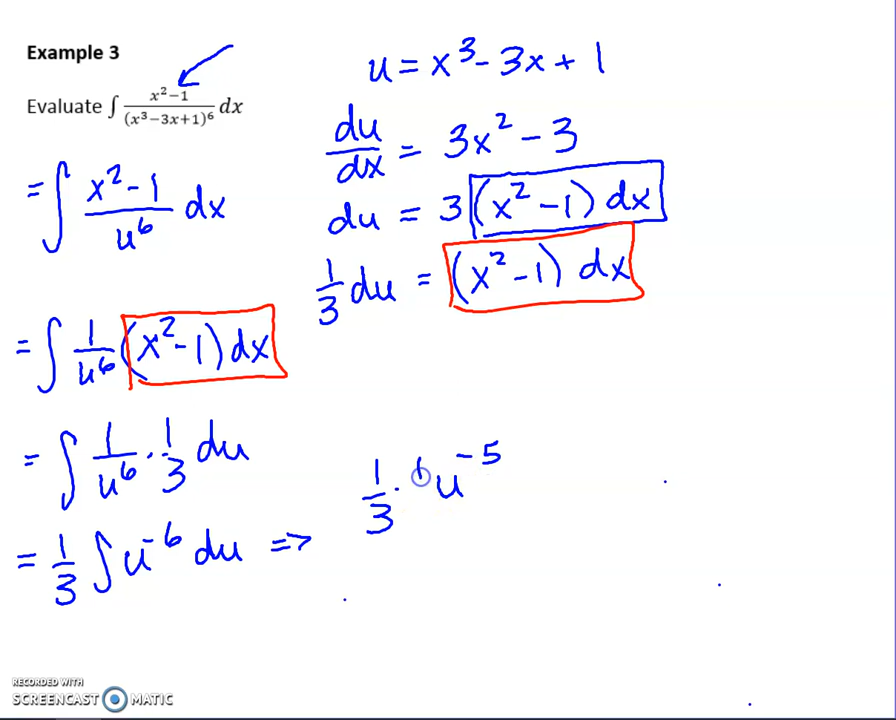 Example 3
Evaluate ∫ (x²−1)/(x³−3x+1)⁶ dx
u = x³ - 3x + 1
du/dx = 3x² - 3
du = 3(x² - 1) dx
1/3 du = (x² - 1) dx
= ∫ (x² - 1)/u⁶ dx
= ∫ 1/u⁶ (x² - 1) dx
= ∫ 1/u⁶ · 1/3 du
= 1/3 ∫ u⁻⁶ du =>
1/3 · 1 u⁻⁵
RECORDED WITH
SCREENCAST MATIC